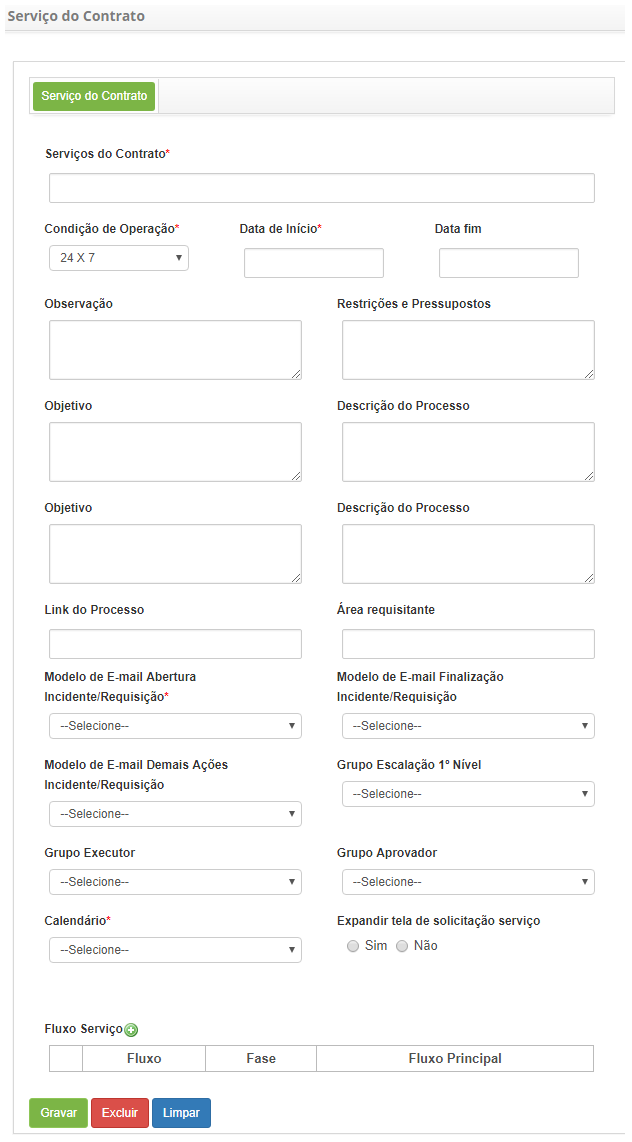 Serviço do Contrato
Serviço do Contrato
Serviços do Contrato*
Condição de Operação* Data de Início* Data fim
24 X 7
Observação Restrições e Pressupostos
Objetivo Descrição do Processo
Objetivo Descrição do Processo
Link do Processo Área requisitante
Modelo de E-mail Abertura
Incidente/Requisição*
Modelo de E-mail Finalização
Incidente/Requisição
--Selecione-- --Selecione--
Modelo de E-mail Demais Ações
Incidente/Requisição
--Selecione--
Grupo Escalação 1º Nível
--Selecione--
Grupo Executor Grupo Aprovador
--Selecione-- --Selecione--
Calendário* Expandir tela de solicitação serviço
--Selecione-- Sim Não
Fluxo Serviço
Fluxo Fase Fluxo Principal
Gravar Excluir Limpar